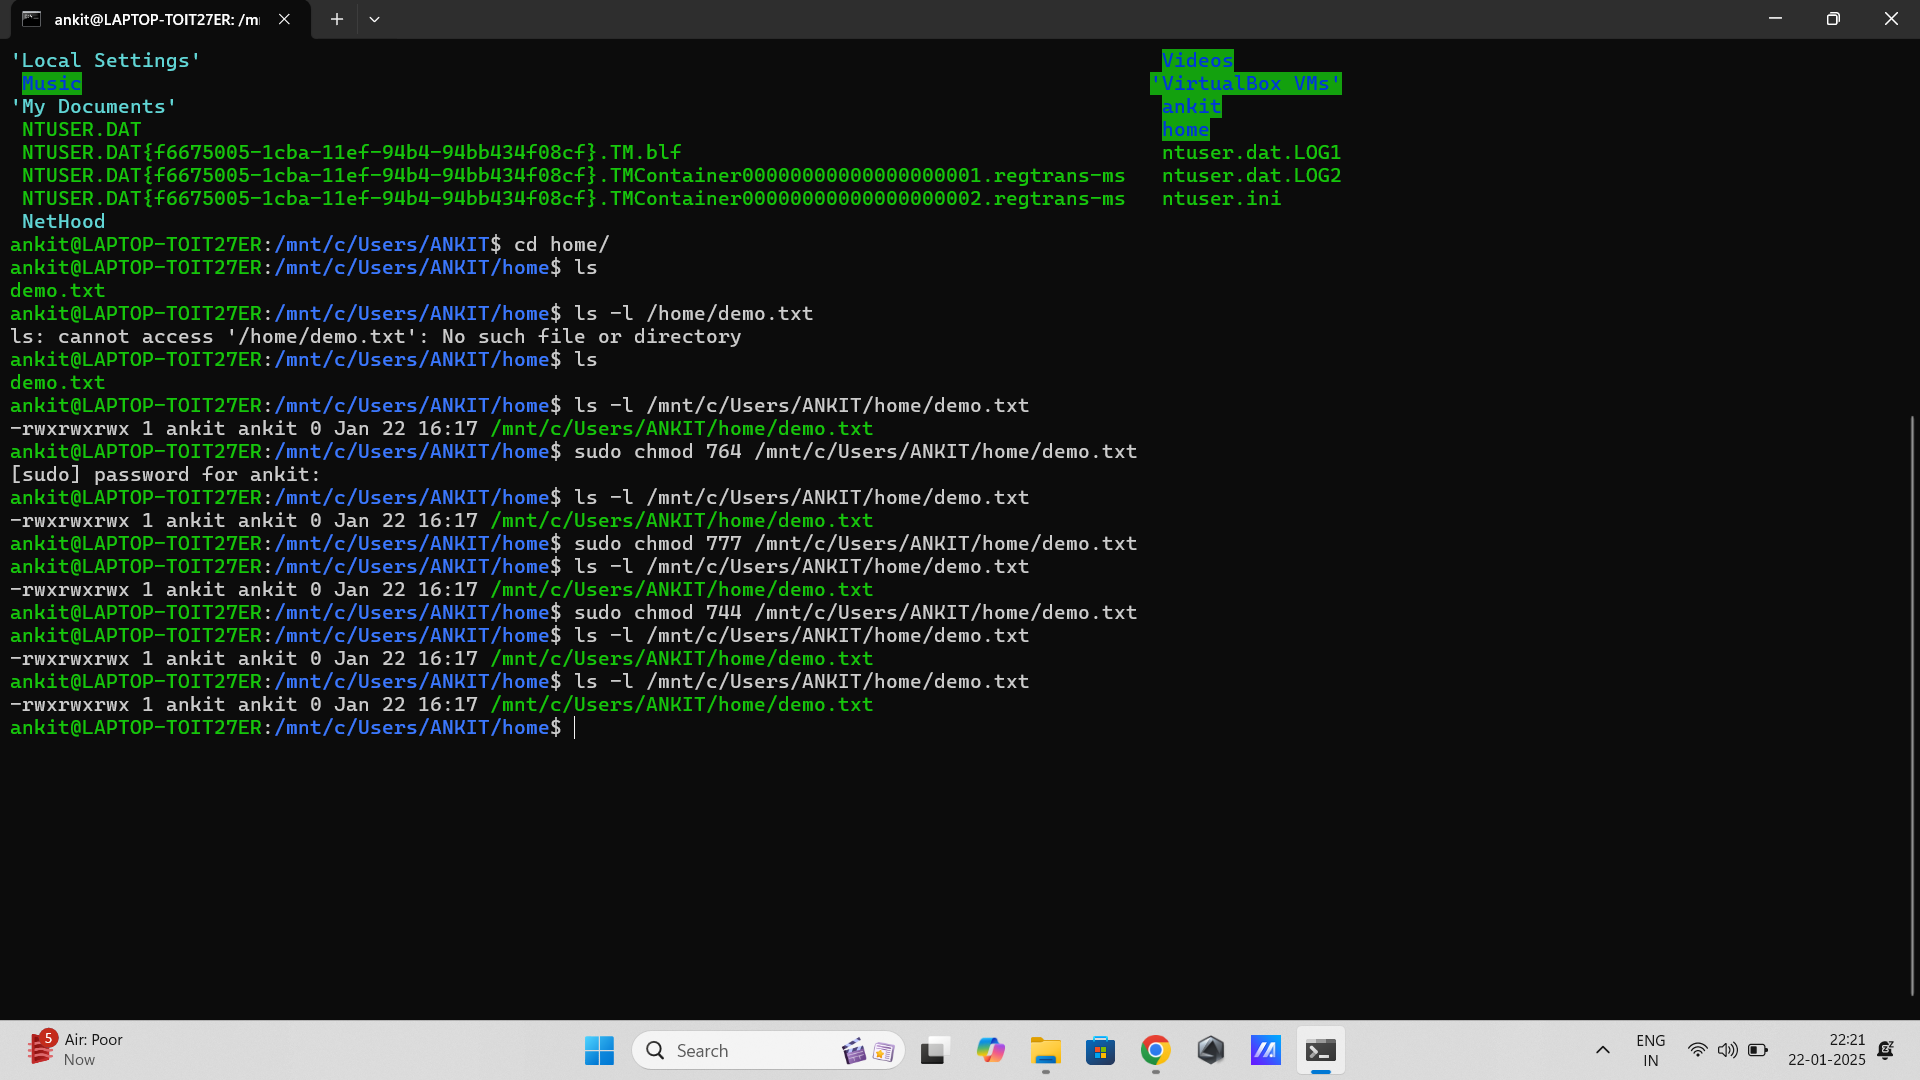 ankit@LAPTOP-TOIT27ER: /m
'Local Settings' Videos
Music 'VirtualBox VMs'
'My Documents' ankit
NTUSER.DAT home
NTUSER.DAT{f6675005-1cba-11ef-94b4-94bb434f08cf}.TM.blf ntuser.dat.LOG1
NTUSER.DAT{f6675005-1cba-11ef-94b4-94bb434f08cf}.TMContainer00000000000000000001.regtrans-ms ntuser.dat.LOG2
NTUSER.DAT{f6675005-1cba-11ef-94b4-94bb434f08cf}.TMContainer00000000000000000002.regtrans-ms ntuser.ini
NetHood
ankit@LAPTOP-TOIT27ER:/mnt/c/Users/ANKIT$ cd home/
ankit@LAPTOP-TOIT27ER:/mnt/c/Users/ANKIT/home$ ls
demo.txt
ankit@LAPTOP-TOIT27ER:/mnt/c/Users/ANKIT/home$ ls -l /home/demo.txt
ls: cannot access '/home/demo.txt': No such file or directory
ankit@LAPTOP-TOIT27ER:/mnt/c/Users/ANKIT/home$ ls
demo.txt
ankit@LAPTOP-TOIT27ER:/mnt/c/Users/ANKIT/home$ ls -l /mnt/c/Users/ANKIT/home/demo.txt
-rwxrwxrwx 1 ankit ankit 0 Jan 22 16:17 /mnt/c/Users/ANKIT/home/demo.txt
ankit@LAPTOP-TOIT27ER:/mnt/c/Users/ANKIT/home$ sudo chmod 764 /mnt/c/Users/ANKIT/home/demo.txt
[sudo] password for ankit:
ankit@LAPTOP-TOIT27ER:/mnt/c/Users/ANKIT/home$ ls -l /mnt/c/Users/ANKIT/home/demo.txt
-rwxrwxrwx 1 ankit ankit 0 Jan 22 16:17 /mnt/c/Users/ANKIT/home/demo.txt
ankit@LAPTOP-TOIT27ER:/mnt/c/Users/ANKIT/home$ sudo chmod 777 /mnt/c/Users/ANKIT/home/demo.txt
ankit@LAPTOP-TOIT27ER:/mnt/c/Users/ANKIT/home$ ls -l /mnt/c/Users/ANKIT/home/demo.txt
-rwxrwxrwx 1 ankit ankit 0 Jan 22 16:17 /mnt/c/Users/ANKIT/home/demo.txt
ankit@LAPTOP-TOIT27ER:/mnt/c/Users/ANKIT/home$ sudo chmod 744 /mnt/c/Users/ANKIT/home/demo.txt
ankit@LAPTOP-TOIT27ER:/mnt/c/Users/ANKIT/home$ ls -l /mnt/c/Users/ANKIT/home/demo.txt
-rwxrwxrwx 1 ankit ankit 0 Jan 22 16:17 /mnt/c/Users/ANKIT/home/demo.txt
ankit@LAPTOP-TOIT27ER:/mnt/c/Users/ANKIT/home$ ls -l /mnt/c/Users/ANKIT/home/demo.txt
-rwxrwxrwx 1 ankit ankit 0 Jan 22 16:17 /mnt/c/Users/ANKIT/home/demo.txt
ankit@LAPTOP-TOIT27ER:/mnt/c/Users/ANKIT/home$
5
Air: Poor
Now
Search
ENG
IN
22:21
22-01-2025